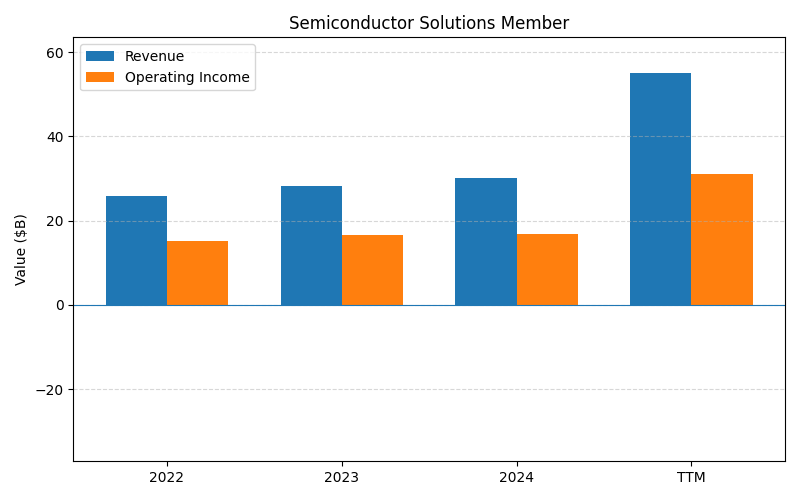 Semiconductor Solutions Member
Revenue
Operating Income
Value ($B)
60
40
20
0
−20
2022
2023
2024
TTM